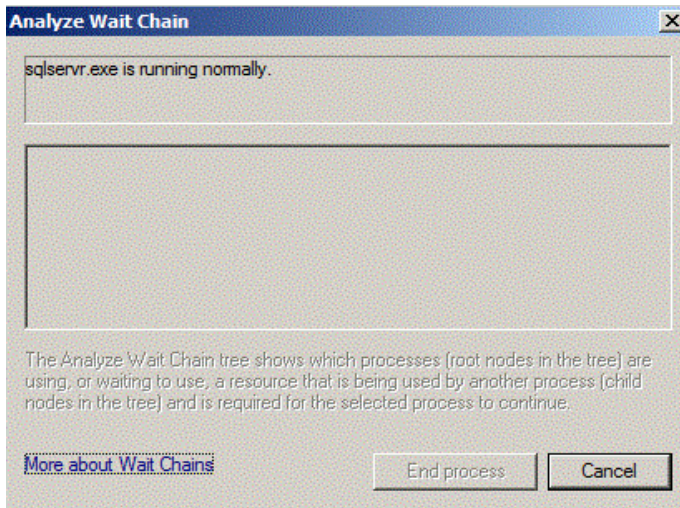 Analyze Wait Chain
sqlservr.exe is running normally.
The Analyze Wait Chain tree shows which processes (root nodes in the tree) are
using, or waiting to use, a resource that is being used by another process (child
nodes in the tree) and is required for the selected process to continue.
More about Wait Chains
End process
Cancel